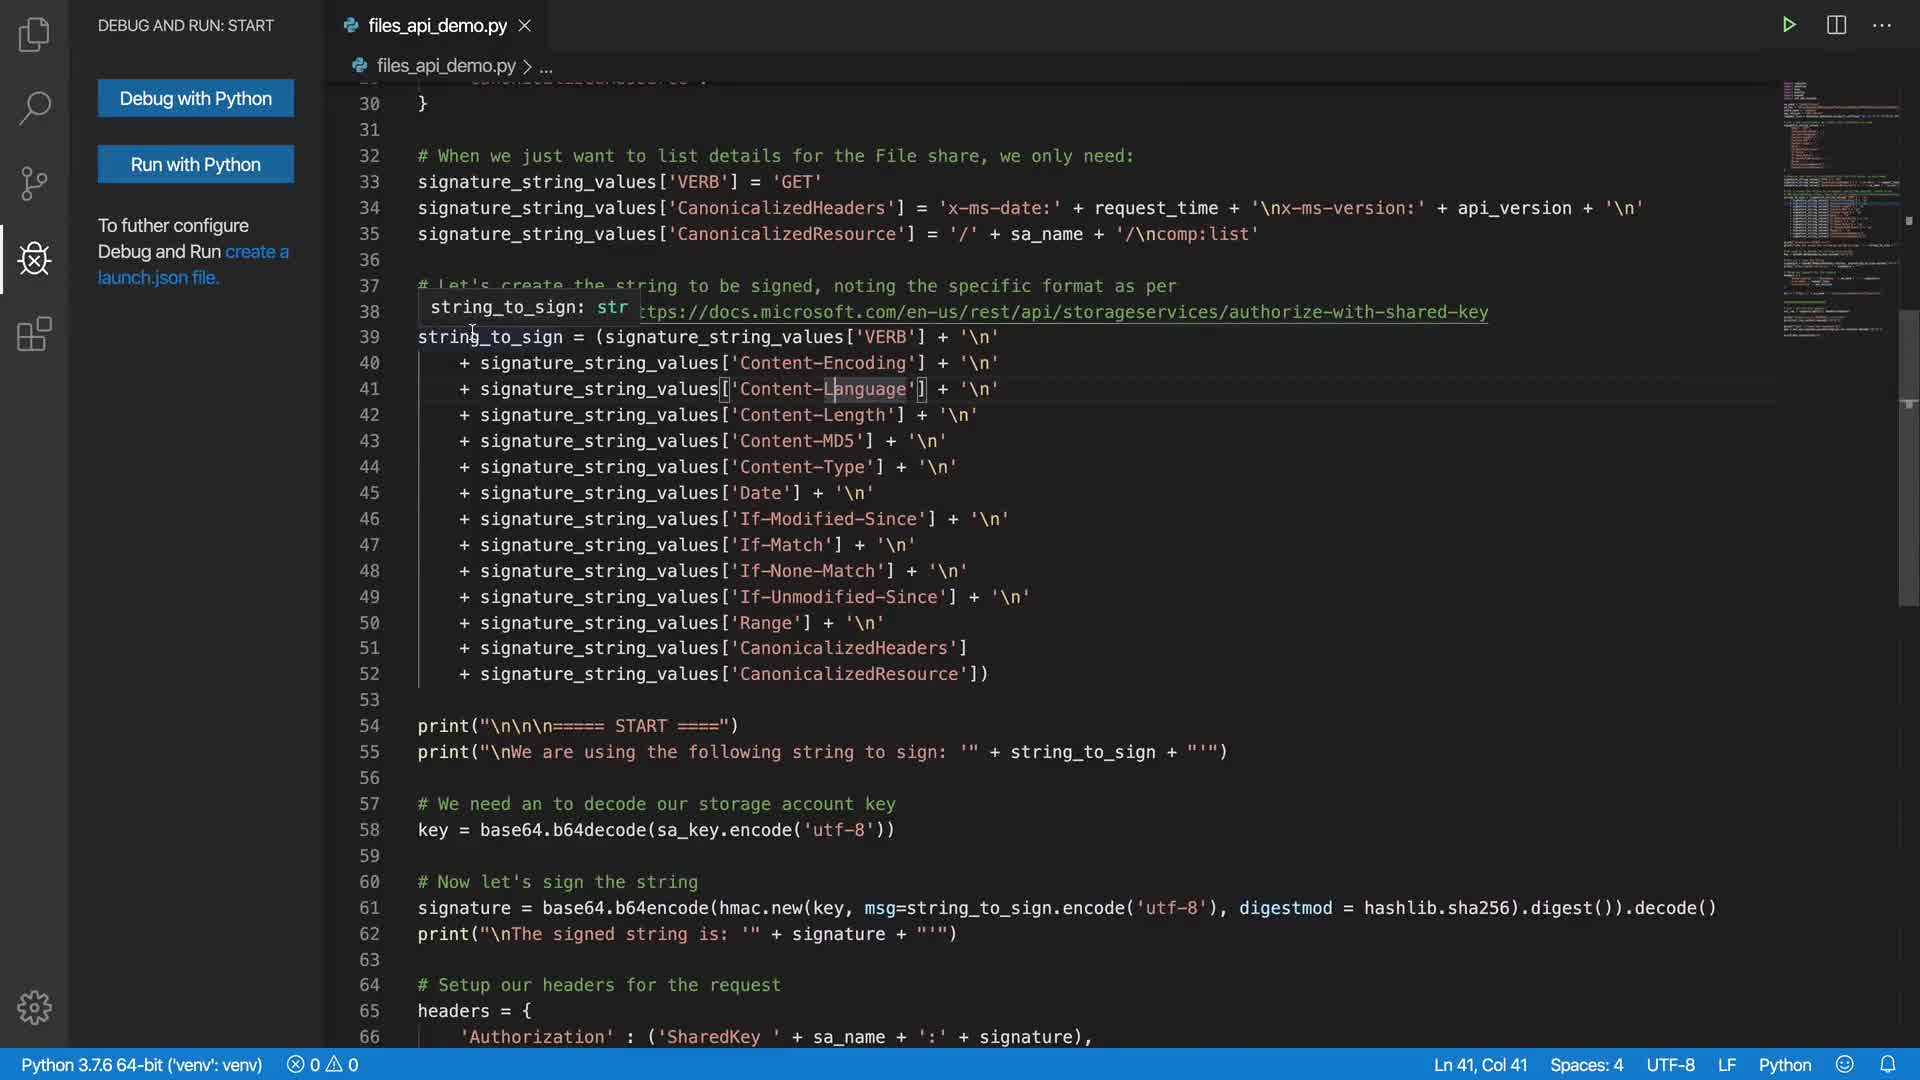 DEBUG AND RUN: START
files_api_demo.py
files_api_demo.py > ...
Debug with Python
Run with Python
To futher configure
Debug and Run create a
launch.json file.
30 }
31
32 # When we just want to list details for the File share, we only need:
33 signature_string_values['VERB'] = 'GET'
34 signature_string_values['CanonicalizedHeaders'] = 'x-ms-date:' + request_time + '\nx-ms-version:' + api_version + '\n'
35 signature_string_values['CanonicalizedResource'] = '/' + sa_name + '/\ncomp:list'
36
37 # Let's create the string to be signed, noting the specific format as per
string_to_sign: str
38 ttps://docs.microsoft.com/en-us/rest/api/storageservices/authorize-with-shared-key
39 string_to_sign = (signature_string_values['VERB'] + '\n'
40 + signature_string_values['Content-Encoding'] + '\n'
41 + signature_string_values['Content-Language'] + '\n'
42 + signature_string_values['Content-Length'] + '\n'
43 + signature_string_values['Content-MD5'] + '\n'
44 + signature_string_values['Content-Type'] + '\n'
45 + signature_string_values['Date'] + '\n'
46 + signature_string_values['If-Modified-Since'] + '\n'
47 + signature_string_values['If-Match'] + '\n'
48 + signature_string_values['If-None-Match'] + '\n'
49 + signature_string_values['If-Unmodified-Since'] + '\n'
50 + signature_string_values['Range'] + '\n'
51 + signature_string_values['CanonicalizedHeaders']
52 + signature_string_values['CanonicalizedResource'])
53
54 print("\n\n\n===== START ====")
55 print("\nWe are using the following string to sign: '" + string_to_sign + "'")
56
57 # We need an to decode our storage account key
58 key = base64.b64decode(sa_key.encode('utf-8'))
59
60 # Now let's sign the string
61 signature = base64.b64encode(hmac.new(key, msg=string_to_sign.encode('utf-8'), digestmod = hashlib.sha256).digest()).decode()
62 print("\nThe signed string is: '" + signature + "'")
63
64 # Setup our headers for the request
65 headers = {
66 'Authorization' : ('SharedKey ' + sa_name + ':' + signature),
Python 3.7.6 64-bit ('venv': venv) 0 0 Ln 41, Col 41 Spaces: 4 UTF-8 LF Python